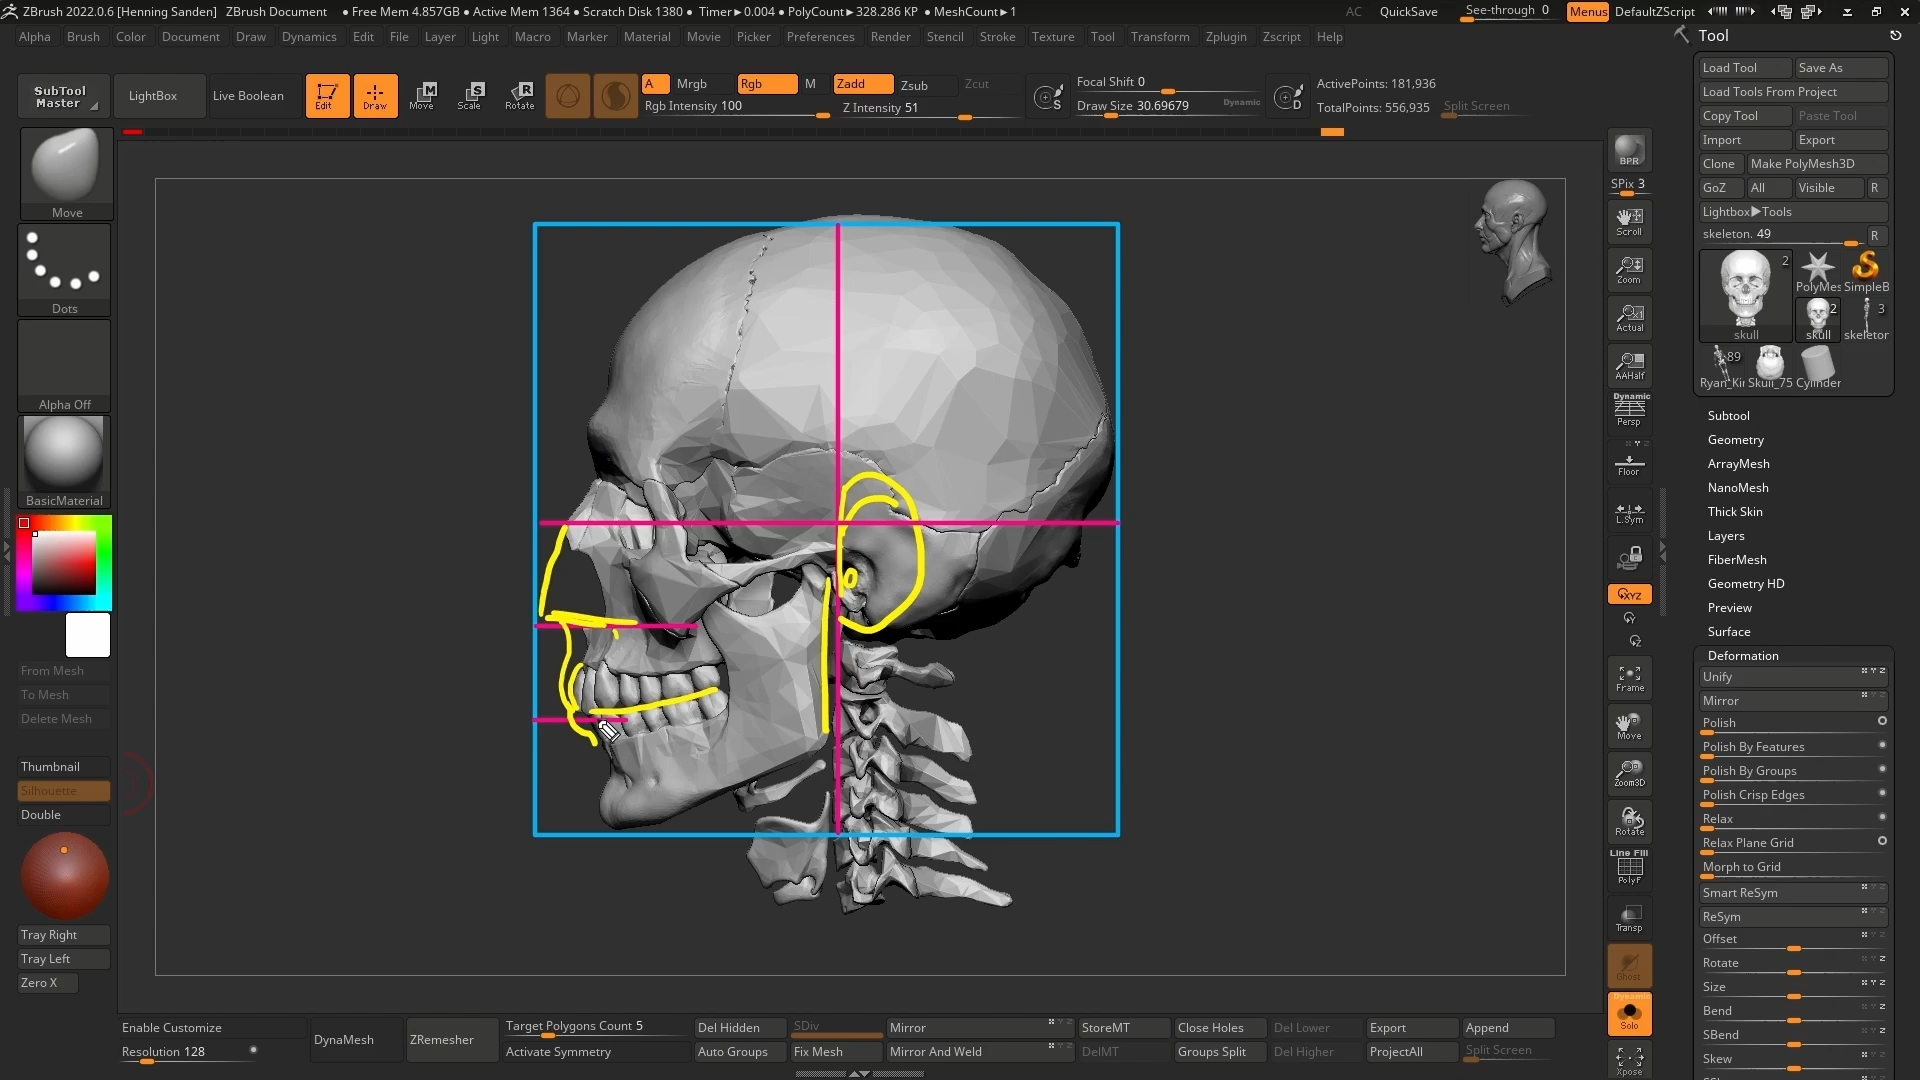 ZBrush 2022.0.6 [Henning Sanden] ZBrush Document • Free Mem 4.857GB • Active Mem 1364 • Scratch Disk 1380 • Timer▸0.004 • PolyCount▸328.286 KP • MeshCount▸1 AC QuickSave See-through 0 Menus DefaultZScript
Alpha Brush Color Document Draw Dynamics Edit File Layer Light Macro Marker Material Movie Picker Preferences Render Stencil Stroke Texture Tool Transform Zplugin Zscript Help
SubTool Master
LightBox
Live Boolean
Edit
Draw
Move
Scale
Rotate
A Mrgb Rgb M Zadd Zsub Zcut
Rgb Intensity 100 Z Intensity 51
Focal Shift 0
Draw Size 30.69679 Dynamic
ActivePoints: 181,936
TotalPoints: 556,935 Split Screen
Move
Dots
Alpha Off
BasicMaterial
From Mesh
To Mesh
Delete Mesh
Thumbnail
Silhouette
Double
Tray Right
Tray Left
Zero X
BPR
SPix 3
Scroll
Zoom
Actual
AAHalf
Dynamic
Persp
Floor
L.Sym
XYZ
Frame
Move
Zoom3D
Rotate
Line Fill
PolyF
Transp
Ghost
Dynamic
Solo
Xpose
Tool
Load Tool Save As
Load Tools From Project
Copy Tool Paste Tool
Import Export
Clone Make PolyMesh3D
GoZ All Visible R
Lightbox▶Tools
skeleton. 49 R
2
PolyMes SimpleB
2 3
skull skull skeletor
89
Ryan_Kir Skull_75 Cylinder
Subtool
Geometry
ArrayMesh
NanoMesh
Thick Skin
Layers
FiberMesh
Geometry HD
Preview
Surface
Deformation
Unify
Mirror
Polish
Polish By Features
Polish By Groups
Polish Crisp Edges
Relax
Relax Plane Grid
Morph to Grid
Smart ReSym
ReSym
Offset
Rotate
Size
Bend
SBend
Skew
Enable Customize
Resolution 128
DynaMesh
ZRemesher
Target Polygons Count 5
Activate Symmetry
Del Hidden SDiv Mirror StoreMT Close Holes Del Lower Export Append
Auto Groups Fix Mesh Mirror And Weld DelMT Groups Split Del Higher ProjectAll Split Screen